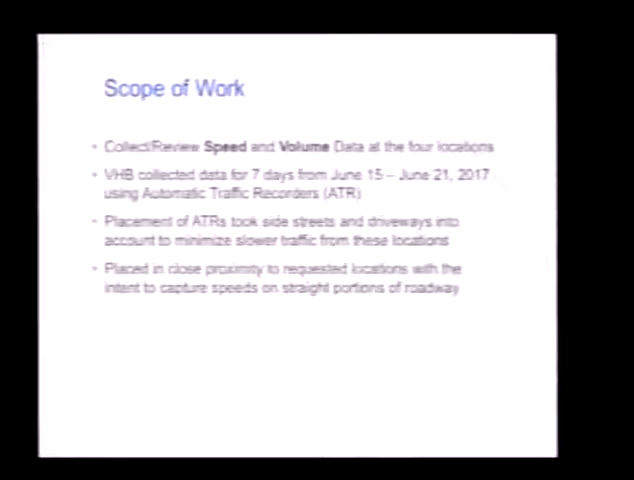 Scope of Work
• Collect/Review Speed and Volume Data at the four locations
• VHB collected data for 7 days from June 15 – June 21, 2017
using Automatic Traffic Recorders (ATR)
• Placement of ATRs took side streets and driveways into
account to minimize slower traffic from these locations
• Placed in close proximity to requested locations with the
intent to capture speeds on straight portions of roadway